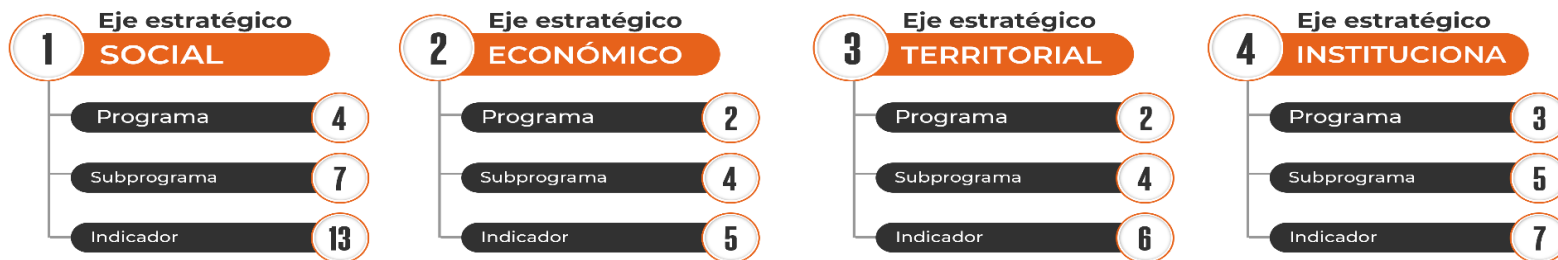 Eje estratégico
1 SOCIAL
Programa 4
Subprograma 7
Indicador 13
Eje estratégico
2 ECONÓMICO
Programa 2
Subprograma 4
Indicador 5
Eje estratégico
3 TERRITORIAL
Programa 2
Subprograma 4
Indicador 6
Eje estratégico
4 INSTITUCIONA
Programa 3
Subprograma 5
Indicador 7